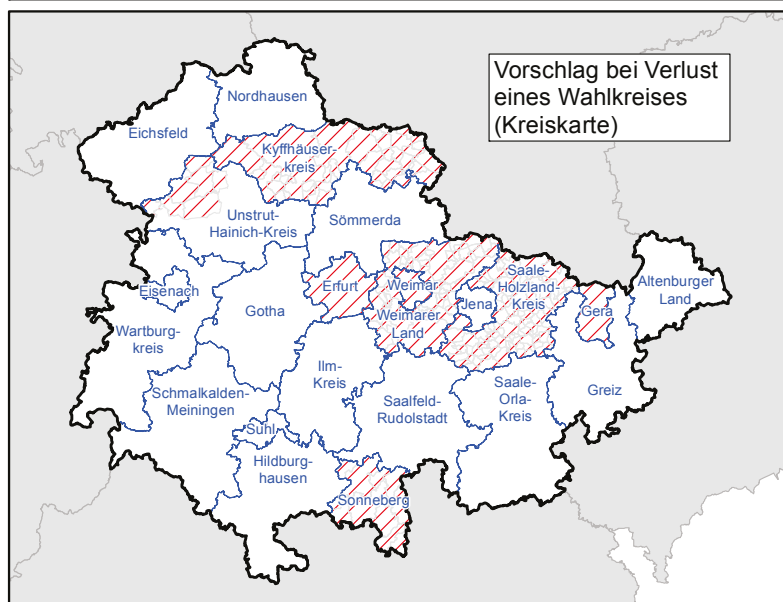 Vorschlag bei Verlust
eines Wahlkreises
(Kreiskarte)
Nordhausen
Eichsfeld
Kyffhäuser-
kreis
Unstrut-
Hainich-Kreis
Sömmerda
Eisenach
Gotha
Erfurt
Weimar
Weimarer
Land
Jena
Saale-
Holzland-
Kreis
Gera
Altenburger
Land
Wartburg-
kreis
Schmalkalden-
Meiningen
Ilm-
Kreis
Saalfeld-
Rudolstadt
Saale-
Orla-
Kreis
Greiz
Suhl
Hildburg-
hausen
Sonneberg